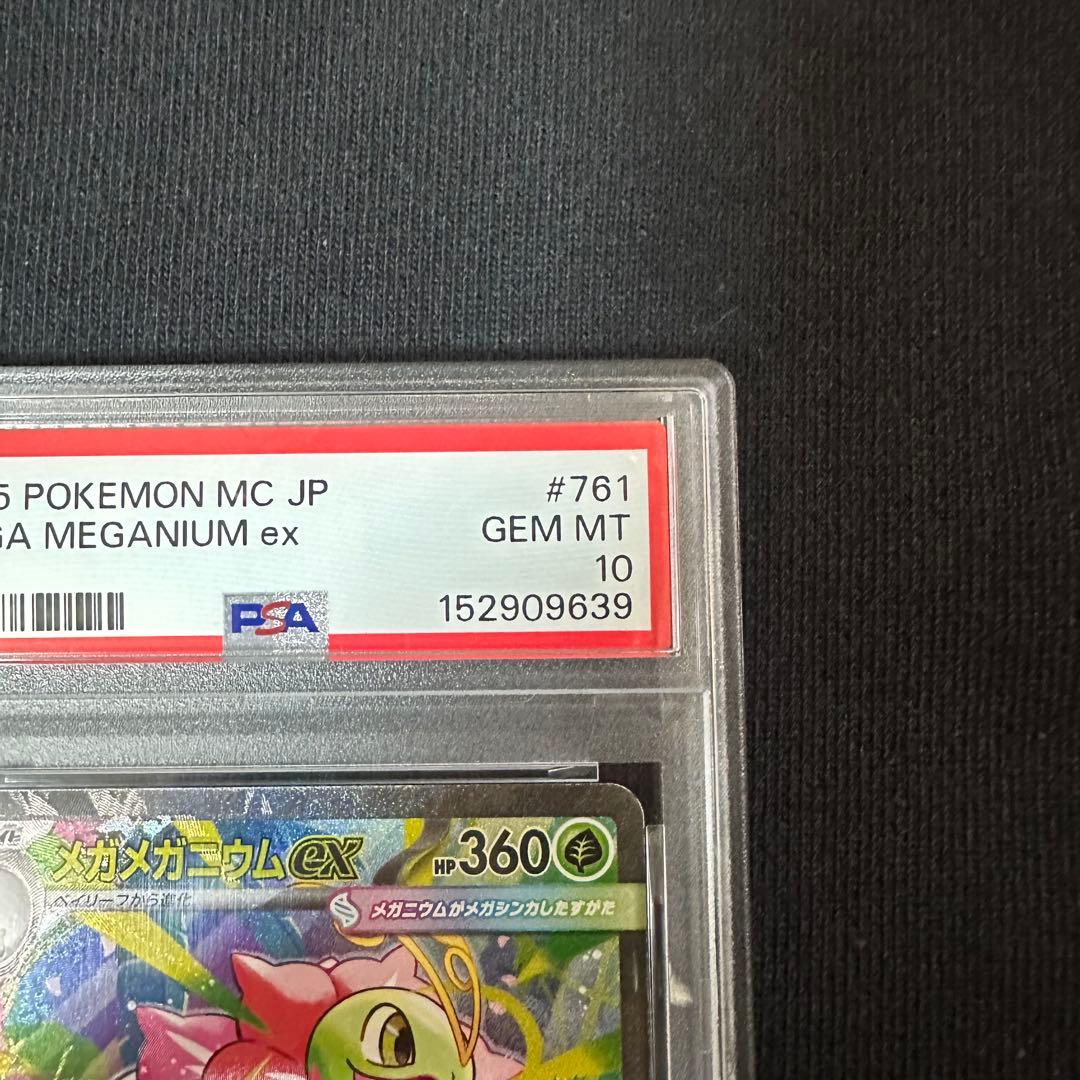 5 POKEMON MC JP
#761
GA MEGANIUM ex
GEM MT
10
152909639
PSA
メガメガニウムex
HP360
ベイリーフから進化
メガニウムがメガシンカしたすがた